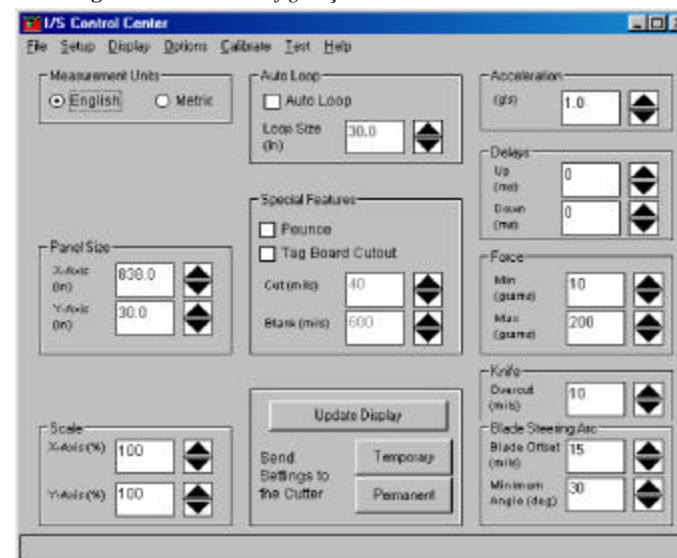 I/S Control Center
File Setup Display Options Calibrate Test Help
Measurement Units
English Metric
Panel Size
X-Axis (in) 838.0
Y-Axis (in) 30.0
Scale
X-Axis (%) 100
Y-Axis (%) 100
Auto Loop
Auto Loop
Loop Size (in) 30.0
Special Features
Pounce
Tag Board Cutout
Cut (mils) 40
Blank (mils) 600
Update Display
Send Settings to the Cutter
Temporary
Permanent
Acceleration
(g's) 1.0
Delays
Up (ms) 0
Down (ms) 0
Force
Min (grams) 10
Max (grams) 200
Knife
Overcut (mils) 10
Blade Steering Arc
Blade Offset (mils) 15
Minimum Angle (deg) 30